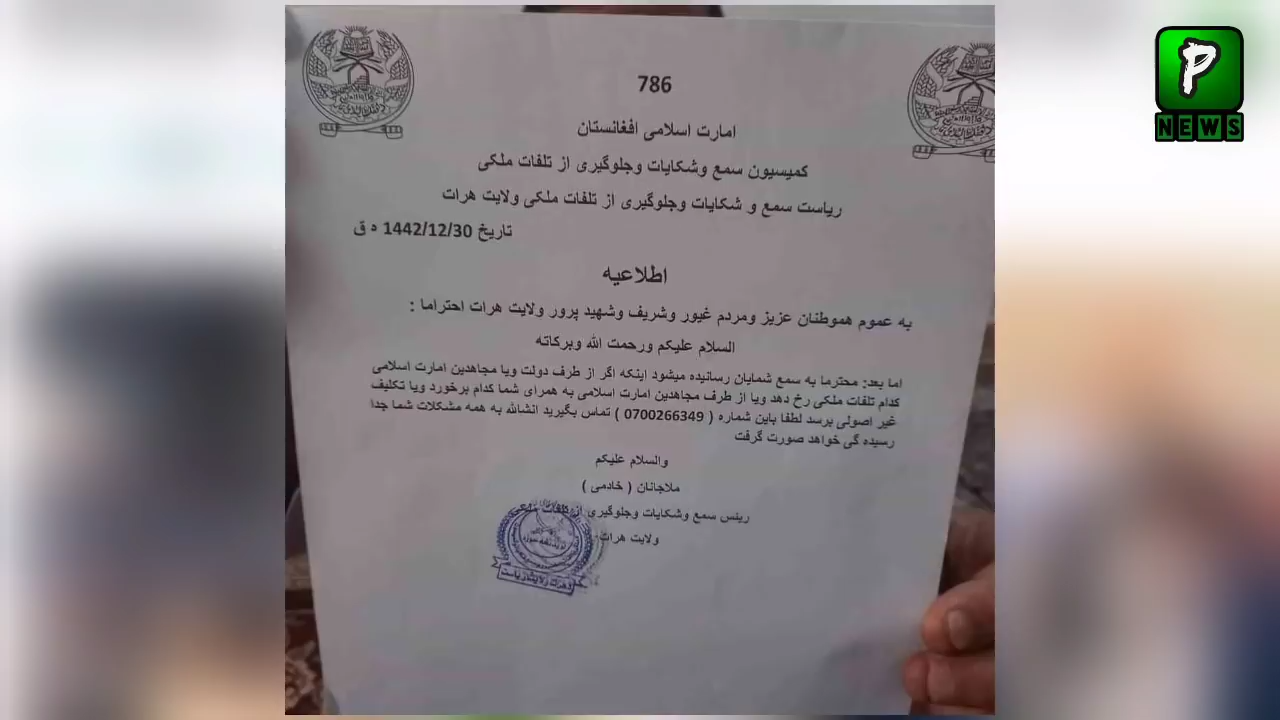 786
امارت اسلامی افغانستان
کمیسیون سمع وشکایات وجلوگیری از تلفات ملکی
ریاست سمع و شکایات وجلوگیری از تلفات ملکی ولایت هرات
تاریخ 1442/12/30 ه ق
اطلاعیه
به عموم هموطنان عزیز ومردم غیور وشریف وشهید پرور ولایت هرات احتراما :
السلام علیکم ورحمت الله وبرکاته
اما بعد: محترما به سمع شمایان رسانیده میشود اینکه اگر از طرف دولت ویا مجاهدین امارت اسلامی
کدام تلفات ملکی رخ دهد ویا از طرف مجاهدین امارت اسلامی به همرای شما کدام برخورد ویا تکلیف
غیر اصولی برسد لطفا باین شماره ( 0700266349 ) تماس بگیرید انشالله به همه مشکلات شما جدا
رسیده گی خواهد صورت گرفت
والسلام علیکم
ملاجانان ( خادمی )
رییس سمع وشکایات وجلوگیری از تلفات ملکی
ولایت هرات
P
NEWS